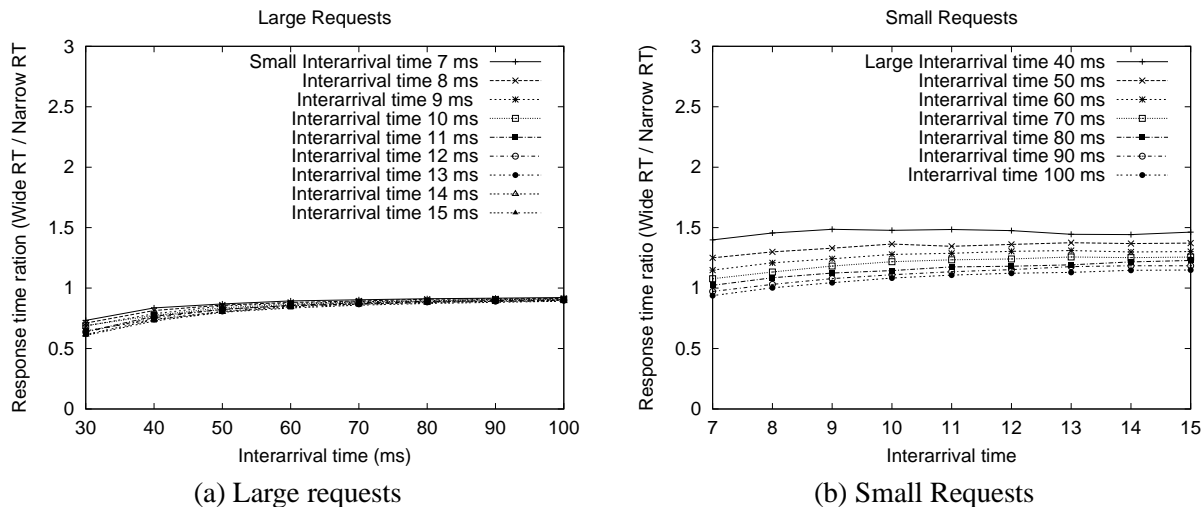 Large Requests
Response time ration (Wide RT / Narrow RT)
3
2.5
2
1.5
1
0.5
0
Small Interarrival time 7 ms
Interarrival time 8 ms
Interarrival time 9 ms
Interarrival time 10 ms
Interarrival time 11 ms
Interarrival time 12 ms
Interarrival time 13 ms
Interarrival time 14 ms
Interarrival time 15 ms
30 40 50 60 70 80 90 100
Interarrival time (ms)
(a) Large requests
Small Requests
Response time ratio (Wide RT / Narrow RT)
3
2.5
2
1.5
1
0.5
0
Large Interarrival time 40 ms
Interarrival time 50 ms
Interarrival time 60 ms
Interarrival time 70 ms
Interarrival time 80 ms
Interarrival time 90 ms
Interarrival time 100 ms
7 8 9 10 11 12 13 14 15
Interarrival time
(b) Small Requests